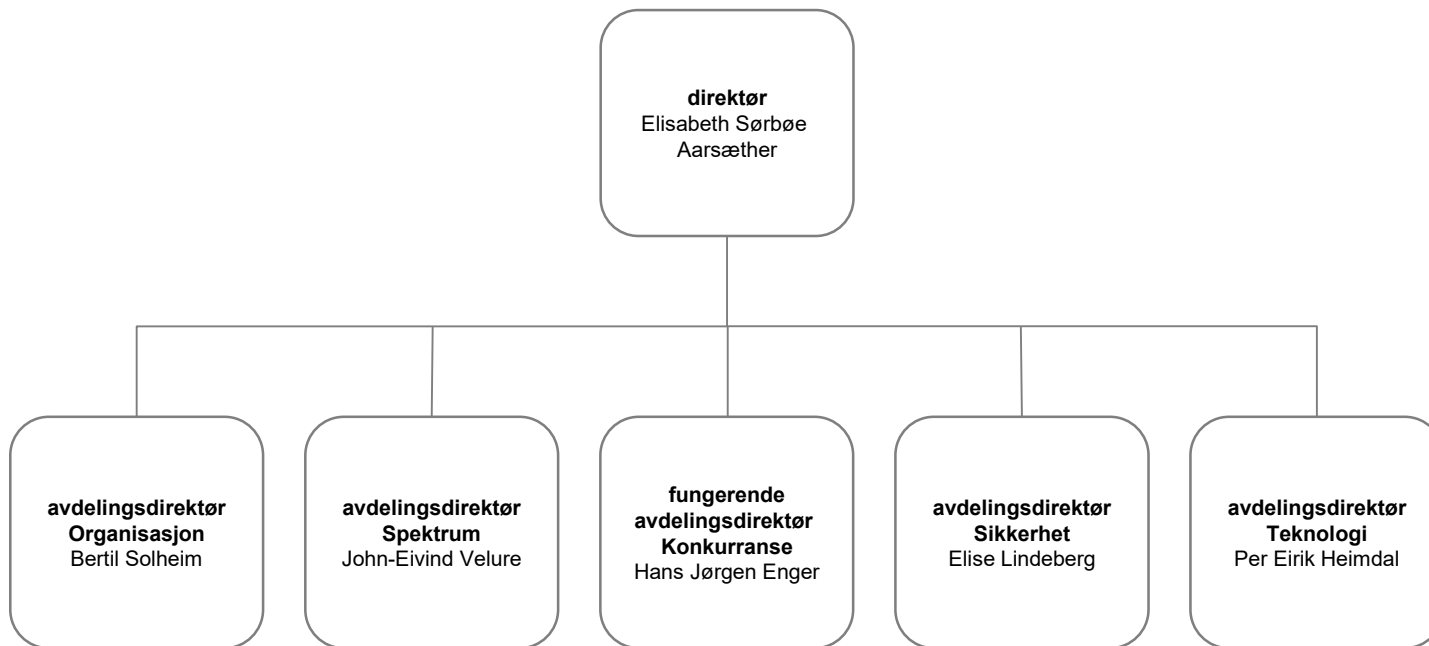 direktør
Elisabeth Sørbøe
Aarsæther
avdelingsdirektør
Organisasjon
Bertil Solheim
avdelingsdirektør
Spektrum
John-Eivind Velure
fungerende
avdelingsdirektør
Konkurranse
Hans Jørgen Enger
avdelingsdirektør
Sikkerhet
Elise Lindeberg
avdelingsdirektør
Teknologi
Per Eirik Heimdal